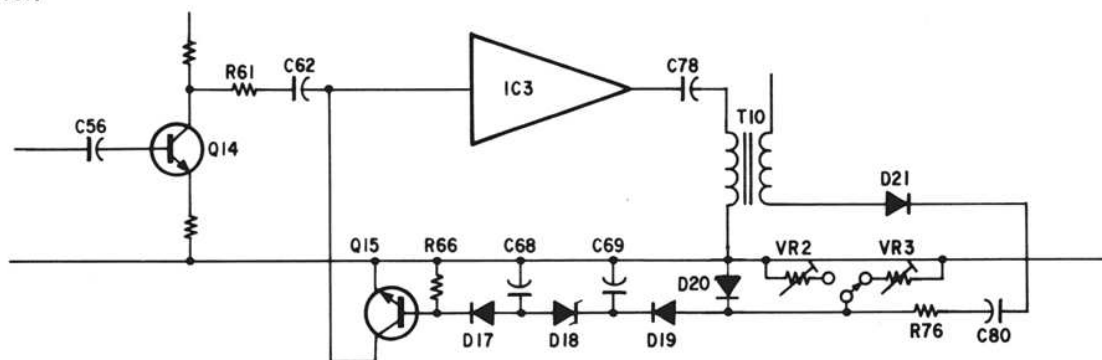 R61
C62
IC3
C78
T10
C56
Q14
D21
Q15
R66
C68
C69
VR2
VR3
D20
D17
D18
D19
R76
C80